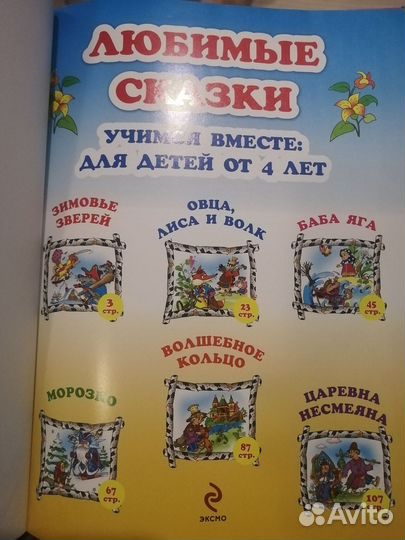 ЛЮБИМЫЕ
СКАЗКИ
УЧИМСЯ ВМЕСТЕ:
ДЛЯ ДЕТЕЙ ОТ 4 ЛЕТ
ЗИМОВЬЕ
ЗВЕРЕЙ
3
стр.
ОВЦА,
ЛИСА И ВОЛК
23
стр.
БАБА ЯГА
45
стр.
МОРОЗКО
67
стр.
ВОЛШЕБНОЕ
КОЛЬЦО
87
стр.
ЦАРЕВНА
НЕСМЕЯНА
107
ЭКСМО
Avito